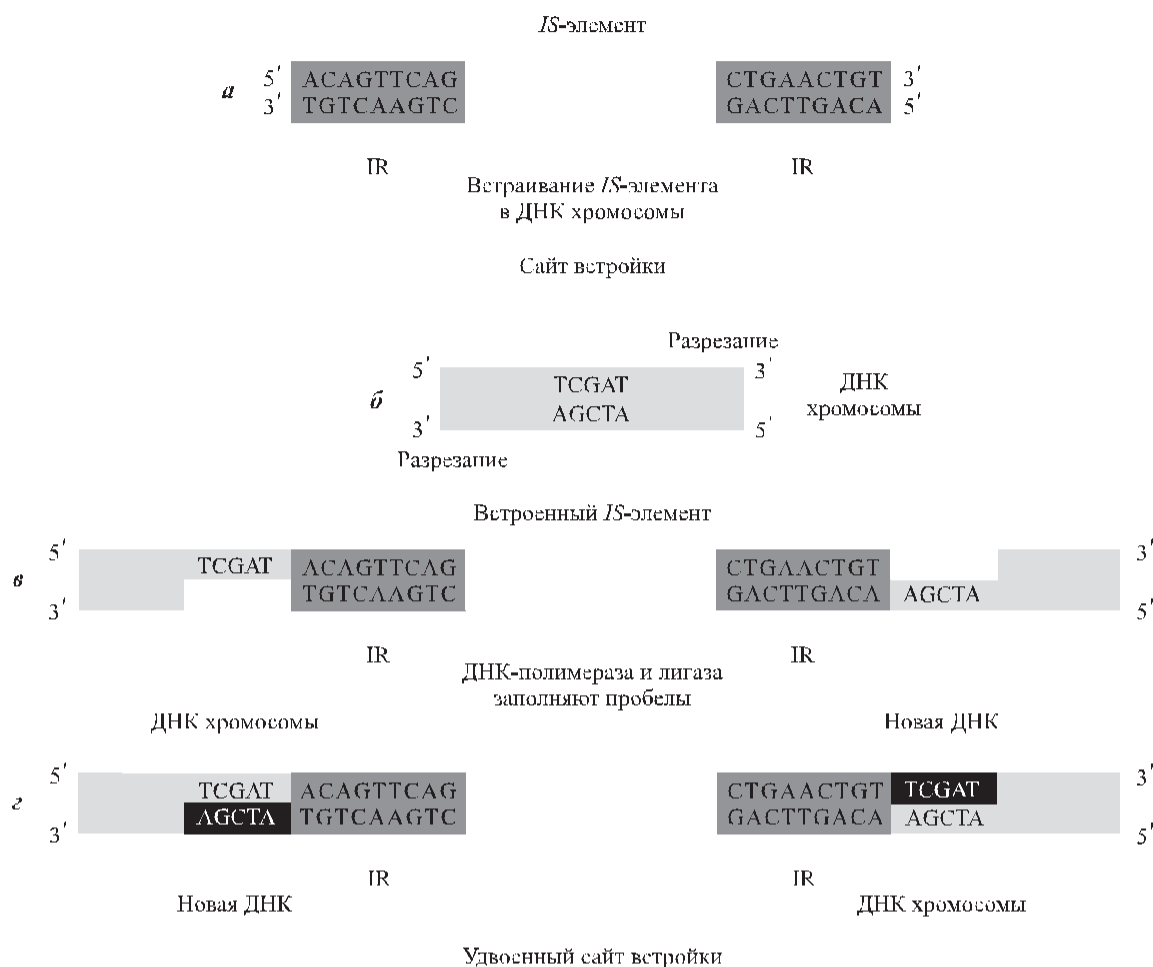 IS-элемент
а 5′ ACAGTTCAG CTGAACTGT 3′
3′ TGTCAAGTC GACTTGACA 5′
IR IR
Встраивание IS-элемента
в ДНК хромосомы
Сайт встройки
Разрезание
5′ TCGAT 3′ ДНК
б AGCTA хромосомы
3′ 5′
Разрезание
Встроенный IS-элемент
в 5′ TCGAT ACAGTTCAG CTGAACTGT 3′
3′ TGTCAAGTC GACTTGACA AGCTA 5′
IR IR
ДНК-полимераза и лигаза
заполняют пробелы
ДНК хромосомы Новая ДНК
г 5′ TCGAT ACAGTTCAG CTGAACTGT TCGAT 3′
3′ AGCTA TGTCAAGTC GACTTGACA AGCTA 5′
IR IR
Новая ДНК ДНК хромосомы
Удвоенный сайт встройки